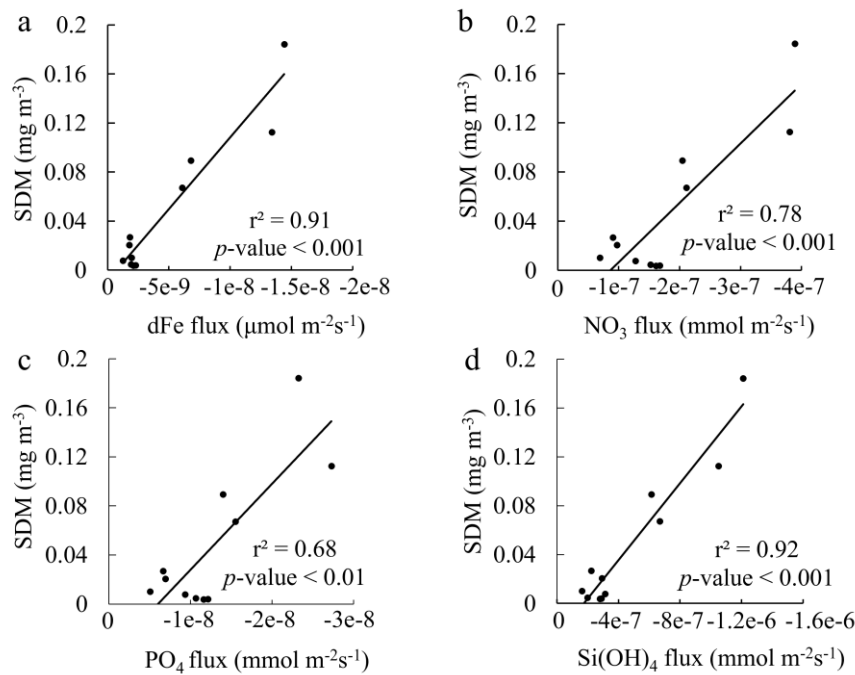 a
0.2
0.16
0.12
0.08
0.04
0
SDM (mg m⁻³)
r² = 0.91
p-value < 0.001
0 -5e-9 -1e-8 -1.5e-8 -2e-8
dFe flux (μmol m⁻²s⁻¹)
b
0.2
0.16
0.12
0.08
0.04
0
SDM (mg m⁻³)
r² = 0.78
p-value < 0.001
0 -1e-7 -2e-7 -3e-7 -4e-7
NO₃ flux (mmol m⁻²s⁻¹)
c
0.2
0.16
0.12
0.08
0.04
0
SDM (mg m⁻³)
r² = 0.68
p-value < 0.01
0 -1e-8 -2e-8 -3e-8
PO₄ flux (mmol m⁻²s⁻¹)
d
0.2
0.16
0.12
0.08
0.04
0
SDM (mg m⁻³)
r² = 0.92
p-value < 0.001
0 -4e-7 -8e-7 -1.2e-6 -1.6e-6
Si(OH)₄ flux (mmol m⁻²s⁻¹)